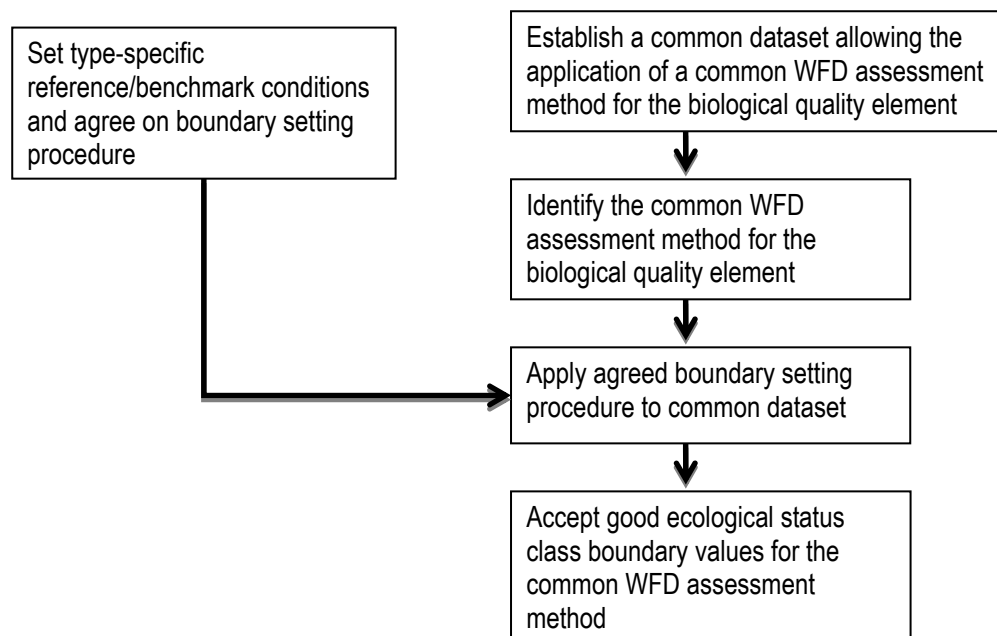 Set type-specific
reference/benchmark conditions
and agree on boundary setting
procedure
Establish a common dataset allowing the
application of a common WFD assessment
method for the biological quality element
Identify the common WFD
assessment method for the
biological quality element
Apply agreed boundary setting
procedure to common dataset
Accept good ecological status
class boundary values for the
common WFD assessment
method